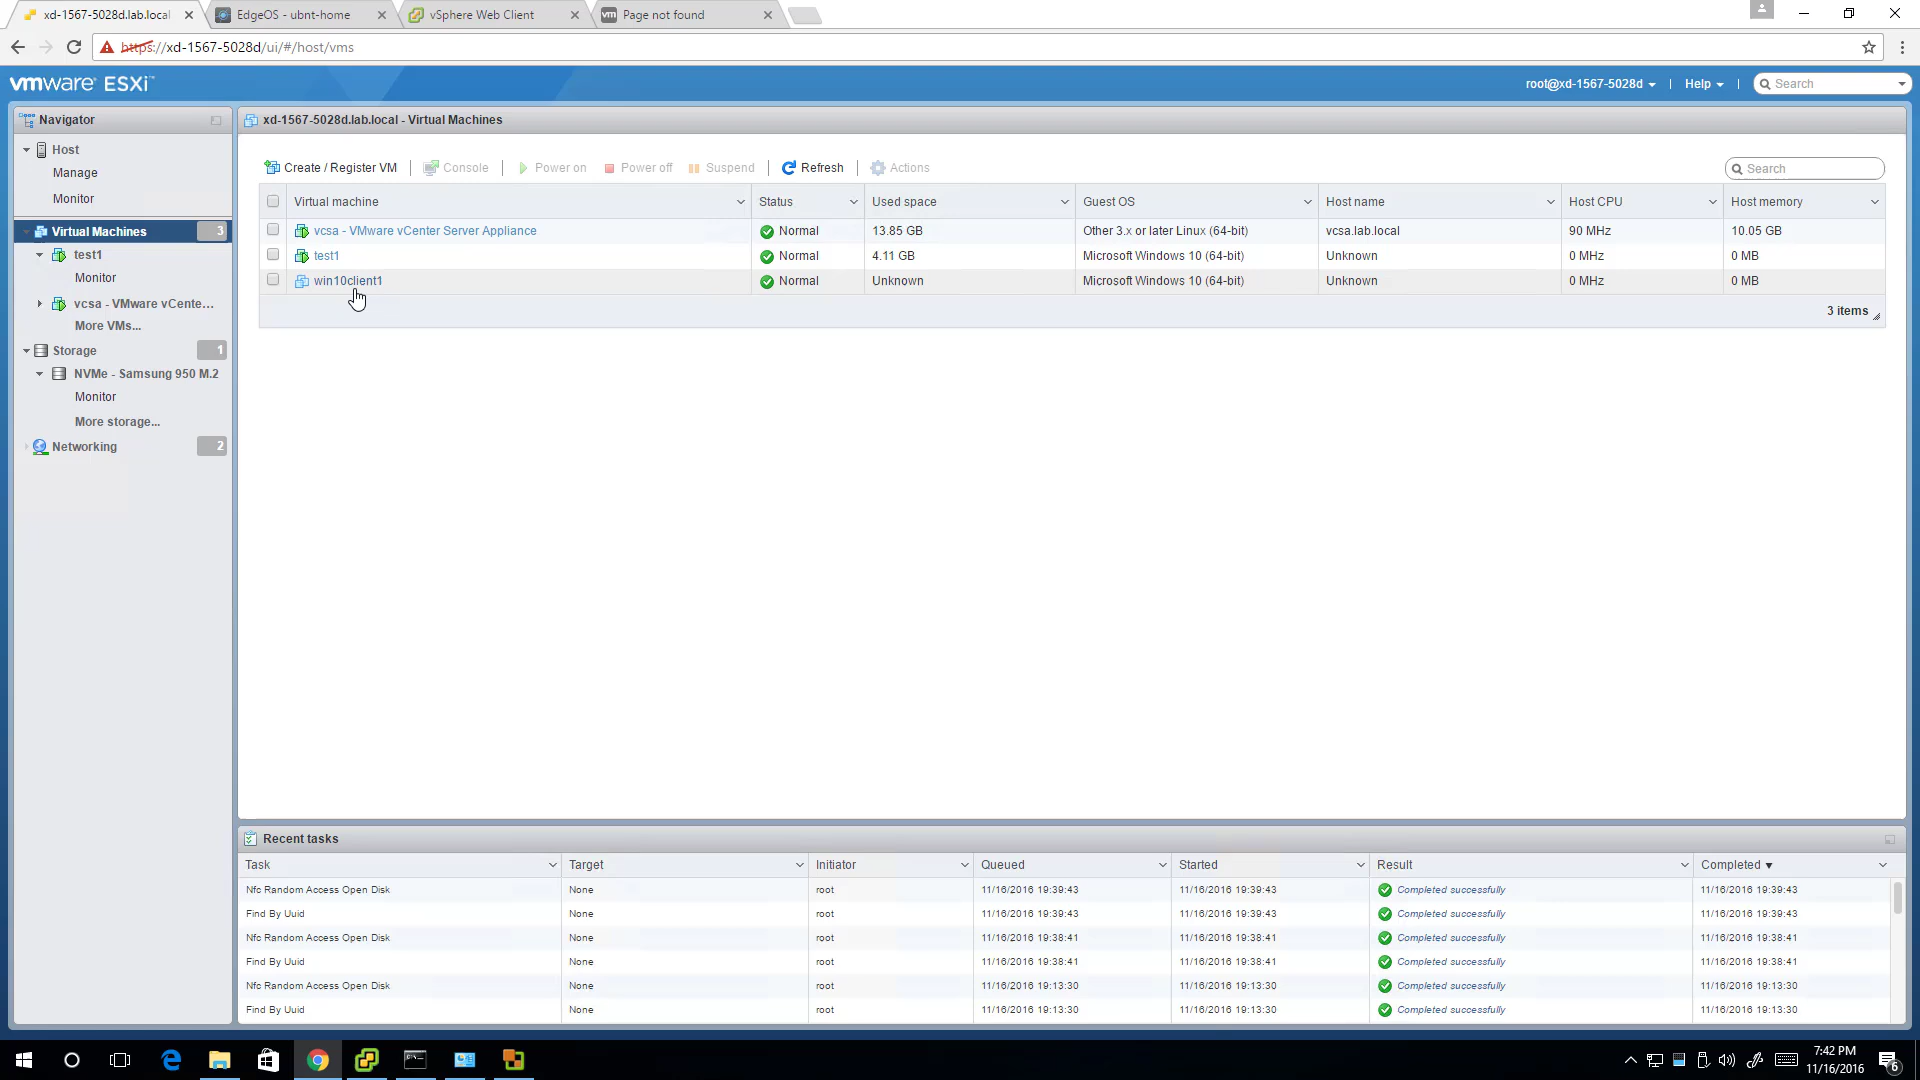 xd-1567-5028d.lab.local
EdgeOS - ubnt-home
vSphere Web Client
vm Page not found
https://xd-1567-5028d/ui/#/host/vms
vmware ESXi™
root@xd-1567-5028d | Help | Search
Navigator
Host
Manage
Monitor
Virtual Machines 3
test1
Monitor
vcsa - VMware vCente...
More VMs...
Storage 1
NVMe - Samsung 950 M.2
Monitor
More storage...
Networking 2
xd-1567-5028d.lab.local - Virtual Machines
Create / Register VM | Console | Power on Power off Suspend | Refresh | Actions
Search
Virtual machine Status Used space Guest OS Host name Host CPU Host memory
vcsa - VMware vCenter Server Appliance Normal 13.85 GB Other 3.x or later Linux (64-bit) vcsa.lab.local 90 MHz 10.05 GB
test1 Normal 4.11 GB Microsoft Windows 10 (64-bit) Unknown 0 MHz 0 MB
win10client1 Normal Unknown Microsoft Windows 10 (64-bit) Unknown 0 MHz 0 MB
3 items
Recent tasks
Task Target Initiator Queued Started Result Completed
Nfc Random Access Open Disk None root 11/16/2016 19:39:43 11/16/2016 19:39:43 Completed successfully 11/16/2016 19:39:43
Find By Uuid None root 11/16/2016 19:39:43 11/16/2016 19:39:43 Completed successfully 11/16/2016 19:39:43
Nfc Random Access Open Disk None root 11/16/2016 19:38:41 11/16/2016 19:38:41 Completed successfully 11/16/2016 19:38:41
Find By Uuid None root 11/16/2016 19:38:41 11/16/2016 19:38:41 Completed successfully 11/16/2016 19:38:41
Nfc Random Access Open Disk None root 11/16/2016 19:13:30 11/16/2016 19:13:30 Completed successfully 11/16/2016 19:13:30
Find By Uuid None root 11/16/2016 19:13:30 11/16/2016 19:13:30 Completed successfully 11/16/2016 19:13:30
7:42 PM
11/16/2016
6